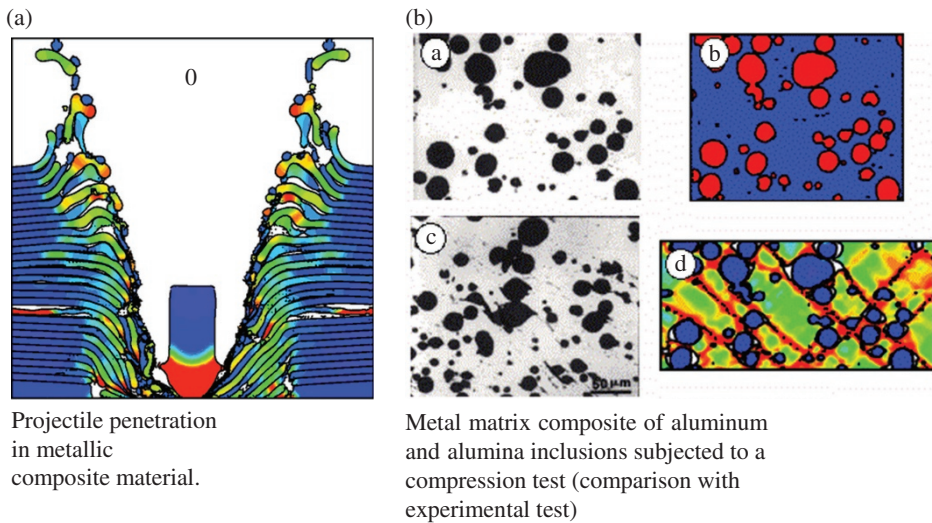 (a)
0
Projectile penetration
in metallic
composite material.
(b)
a
b
c
50 μm
d
Metal matrix composite of aluminum
and alumina inclusions subjected to a
compression test (comparison with
experimental test)